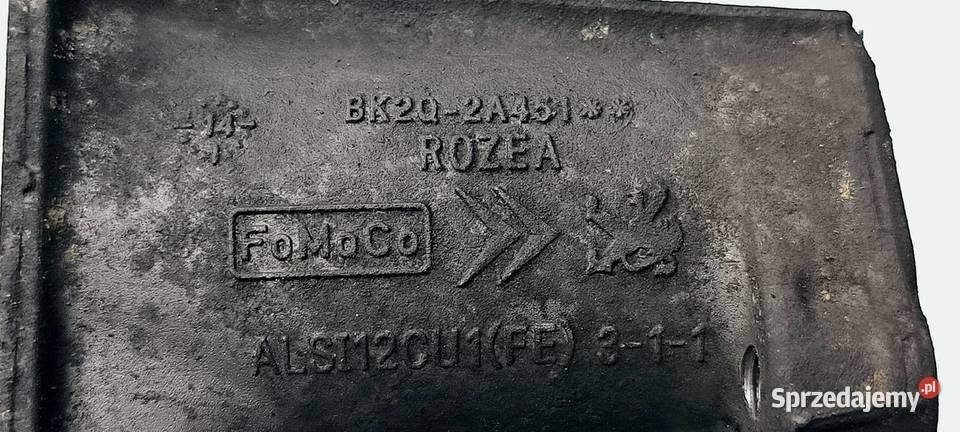 BK2Q-2A451**
-14-
ROZEA
FoMoCo
ALSI12CU1(FE) 3-1-1
Sprzedajemy.pl